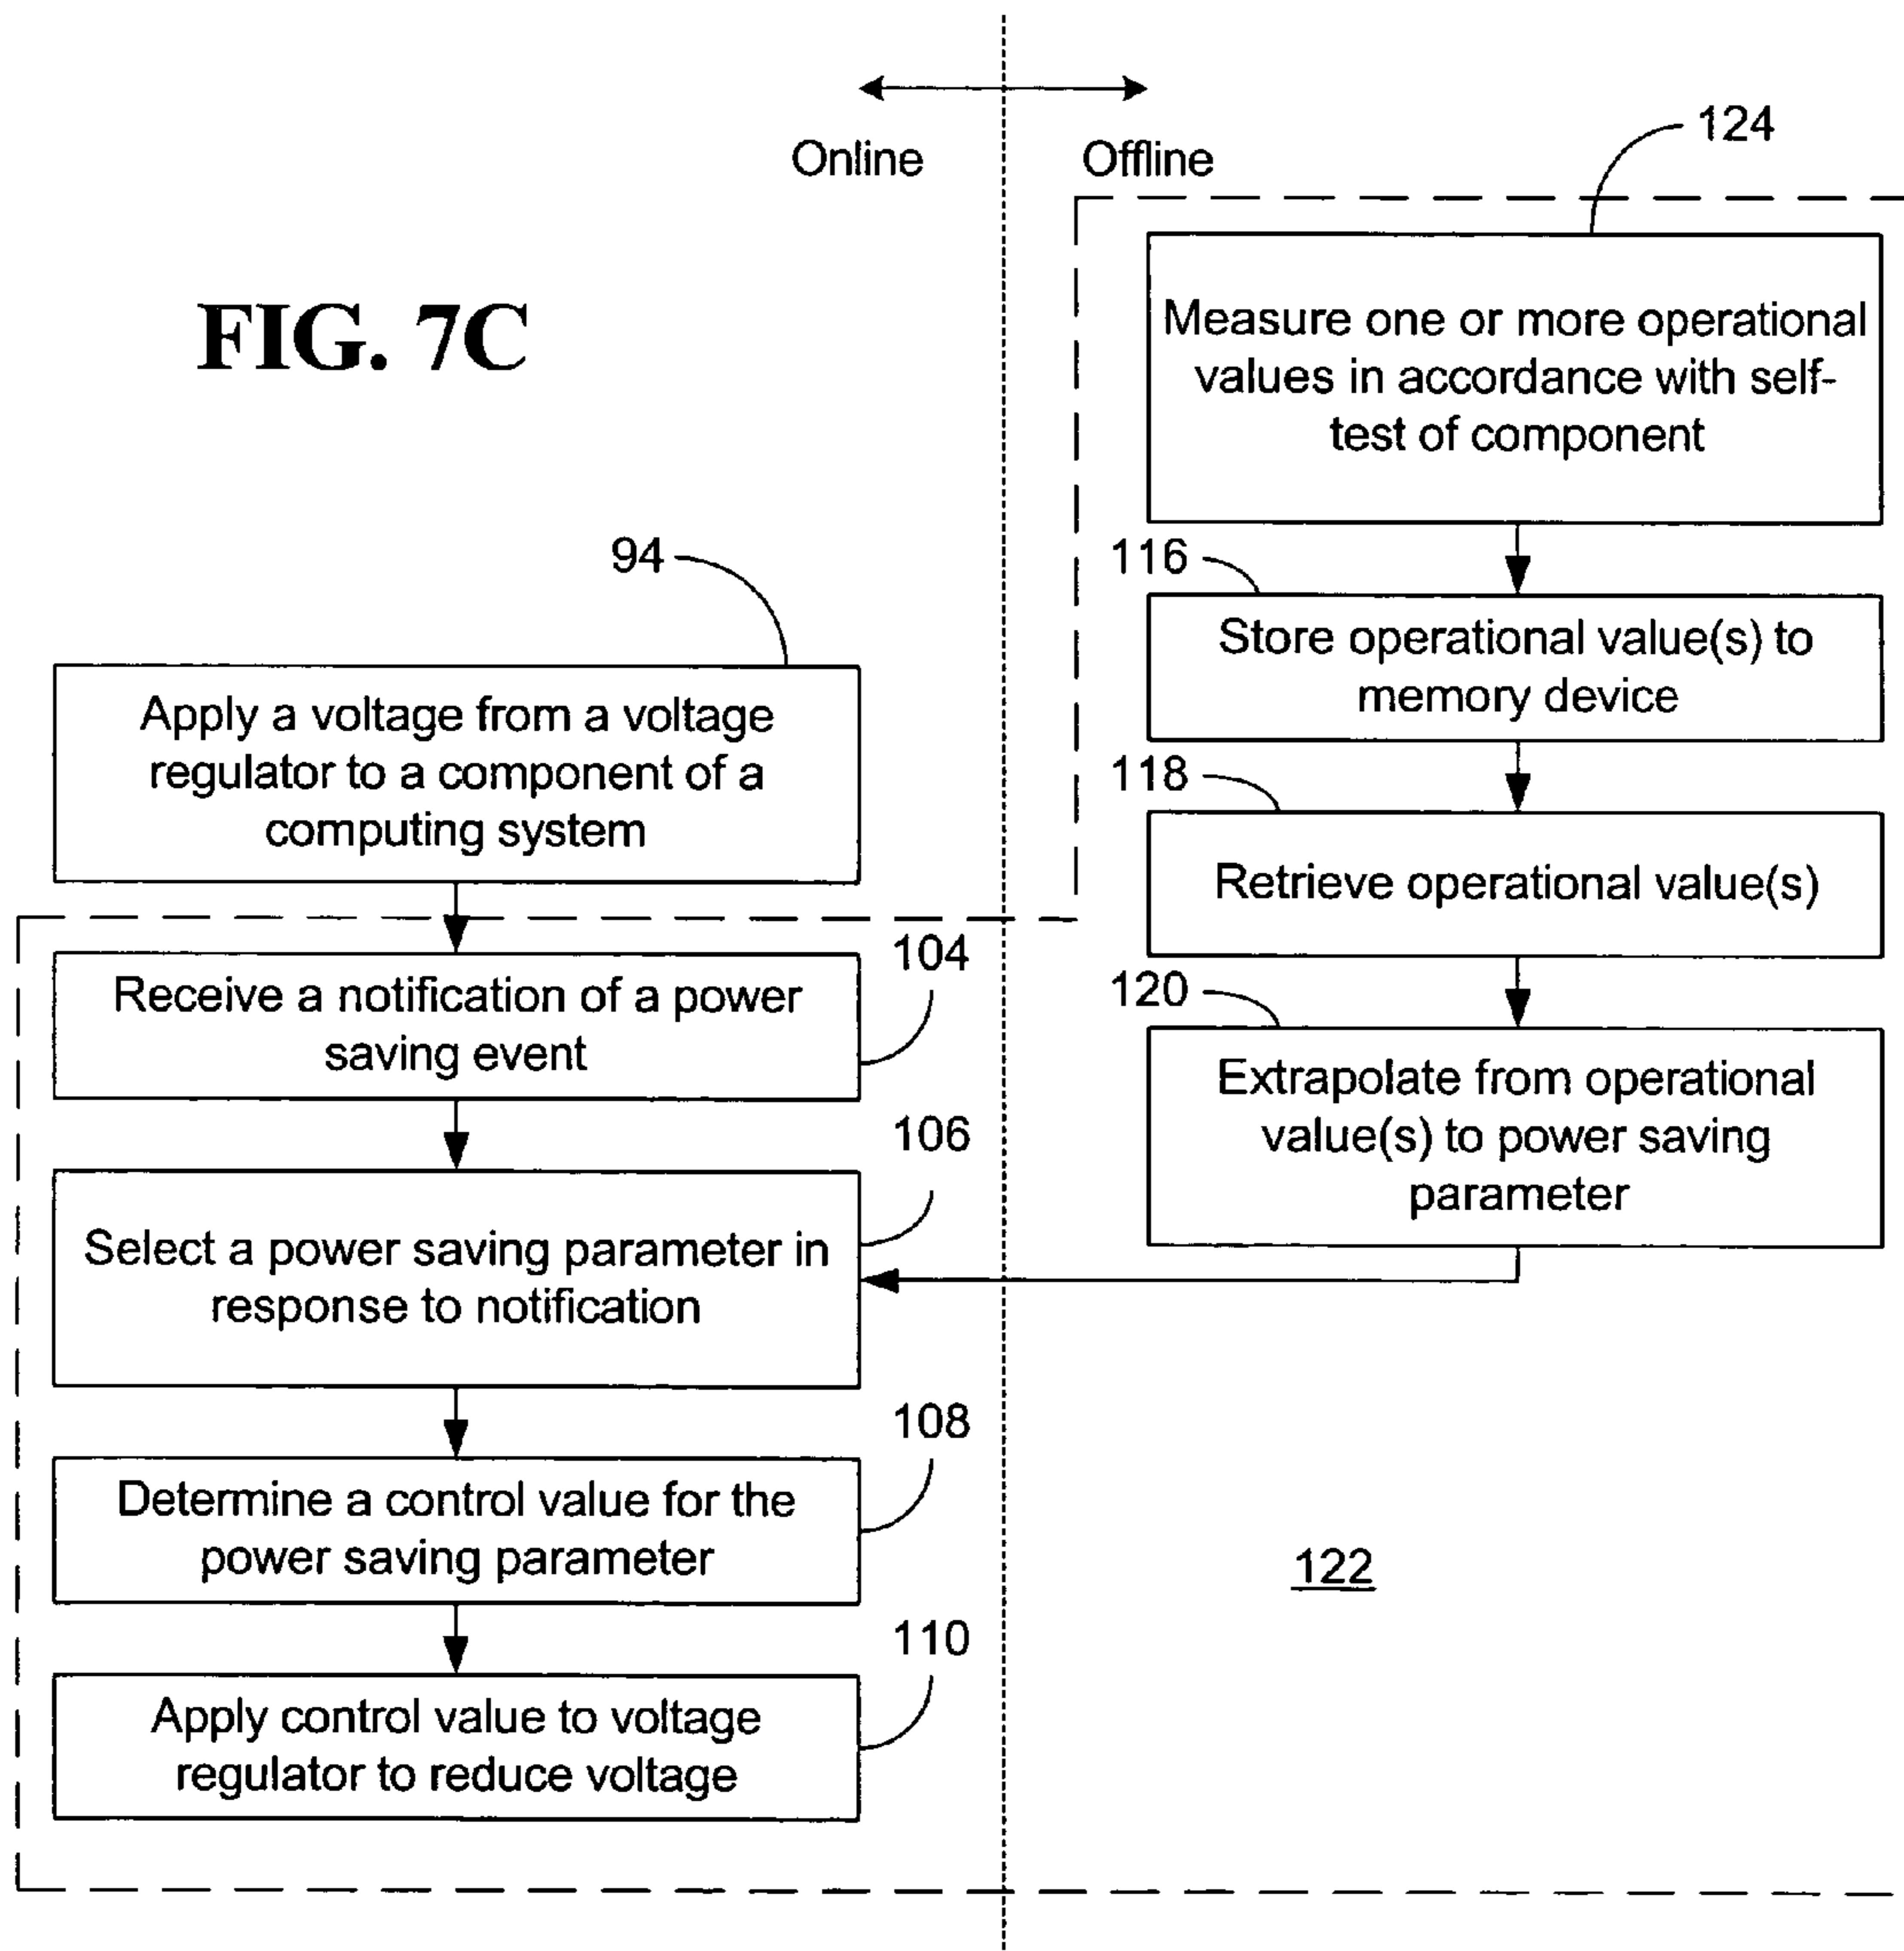 Online
Offline
124
FIG. 7C
Measure one or more operational
values in accordance with self-
test of component
94
116
Store operational value(s) to
memory device
Apply a voltage from a voltage
regulator to a component of a
computing system
118
Retrieve operational value(s)
104
Receive a notification of a power
saving event
120
Extrapolate from operational
value(s) to power saving
parameter
106
Select a power saving parameter in
response to notification
108
Determine a control value for the
power saving parameter
122
110
Apply control value to voltage
regulator to reduce voltage